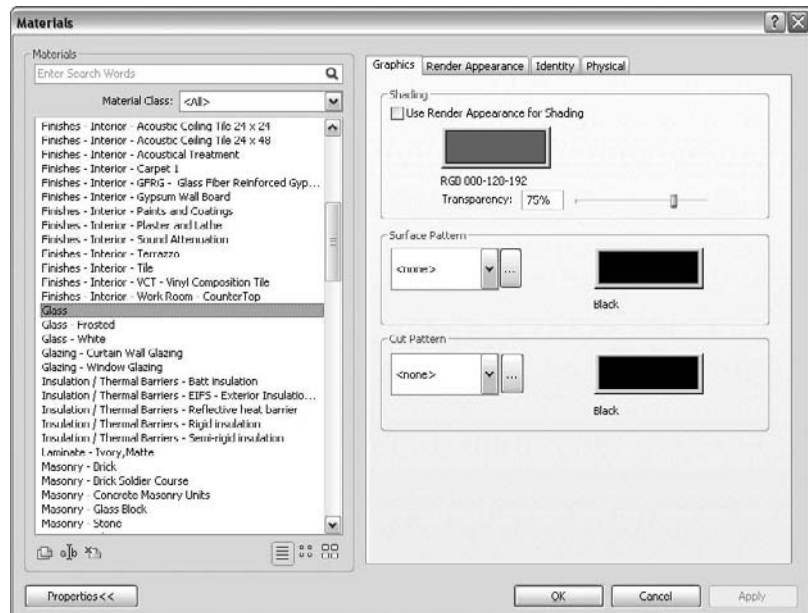 Materials
Materials
Enter Search Words
Material Class: <All>
Finishes - Interior - Acoustic Ceiling Tile 24 x 24
Finishes - Interior - Acoustic Ceiling Tile 24 x 48
Finishes - Interior - Acoustical Treatment
Finishes - Interior - Carpet 1
Finishes - Interior - GFRG - Glass Fiber Reinforced Gyp...
Finishes - Interior - Gypsum Wall Board
Finishes - Interior - Paints and Coatings
Finishes - Interior - Plaster and Lathe
Finishes - Interior - Sound Attenuation
Finishes - Interior - Terrazzo
Finishes - Interior - Tile
Finishes - Interior - VCT - Vinyl Composition Tile
Finishes - Interior - Work Room - CounterTop
Glass
Glass - Frosted
Glass - White
Glazing - Curtain Wall Glazing
Glazing - Window Glazing
Insulation / Thermal Barriers - Batt insulation
Insulation / Thermal Barriers - EIFS - Exterior Insulatio...
Insulation / Thermal Barriers - Reflective heat barrier
Insulation / Thermal Barriers - Rigid insulation
Insulation / Thermal Barriers - Semi-rigid insulation
Laminate - Ivory,Matte
Masonry - Brick
Masonry - Brick Soldier Course
Masonry - Concrete Masonry Units
Masonry - Glass Block
Masonry - Stone
Properties<<
Graphics Render Appearance Identity Physical
Shading
Use Render Appearance for Shading
RGB 000-120-192
Transparency: 75%
Surface Pattern
<none> ...
Black
Cut Pattern
<none> ...
Black
OK Cancel Apply